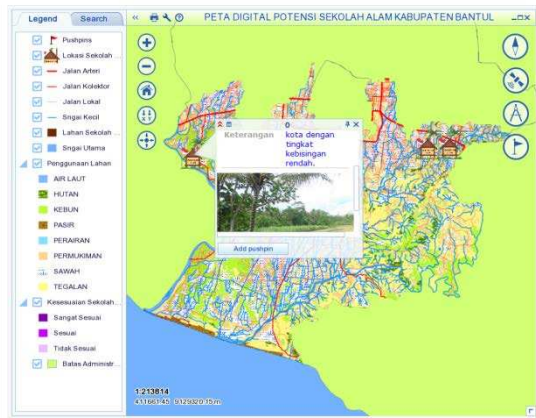 Legend
Search
PETA DIGITAL POTENSI SEKOLAH ALAM KABUPATEN BANTUL
Pushpins
Lokasi Sekolah ...
Jalan Arteri
Jalan Kolektor
Jalan Lokal
Sngai Kecil
Lahan Sekolah ...
Sngai Utama
Penggunaan Lahan
AIR LAUT
HUTAN
KEBUN
PASIR
PERAIRAN
PERMUKIMAN
SAWAH
TEGALAN
Kesesuaian Sekolah...
Sangat Sesuai
Sesuai
Tidak Sesuai
Batas Administr...
0
Keterangan
kota dengan
tingkat
kebisingan
rendah.
Add pushpin
1:213814